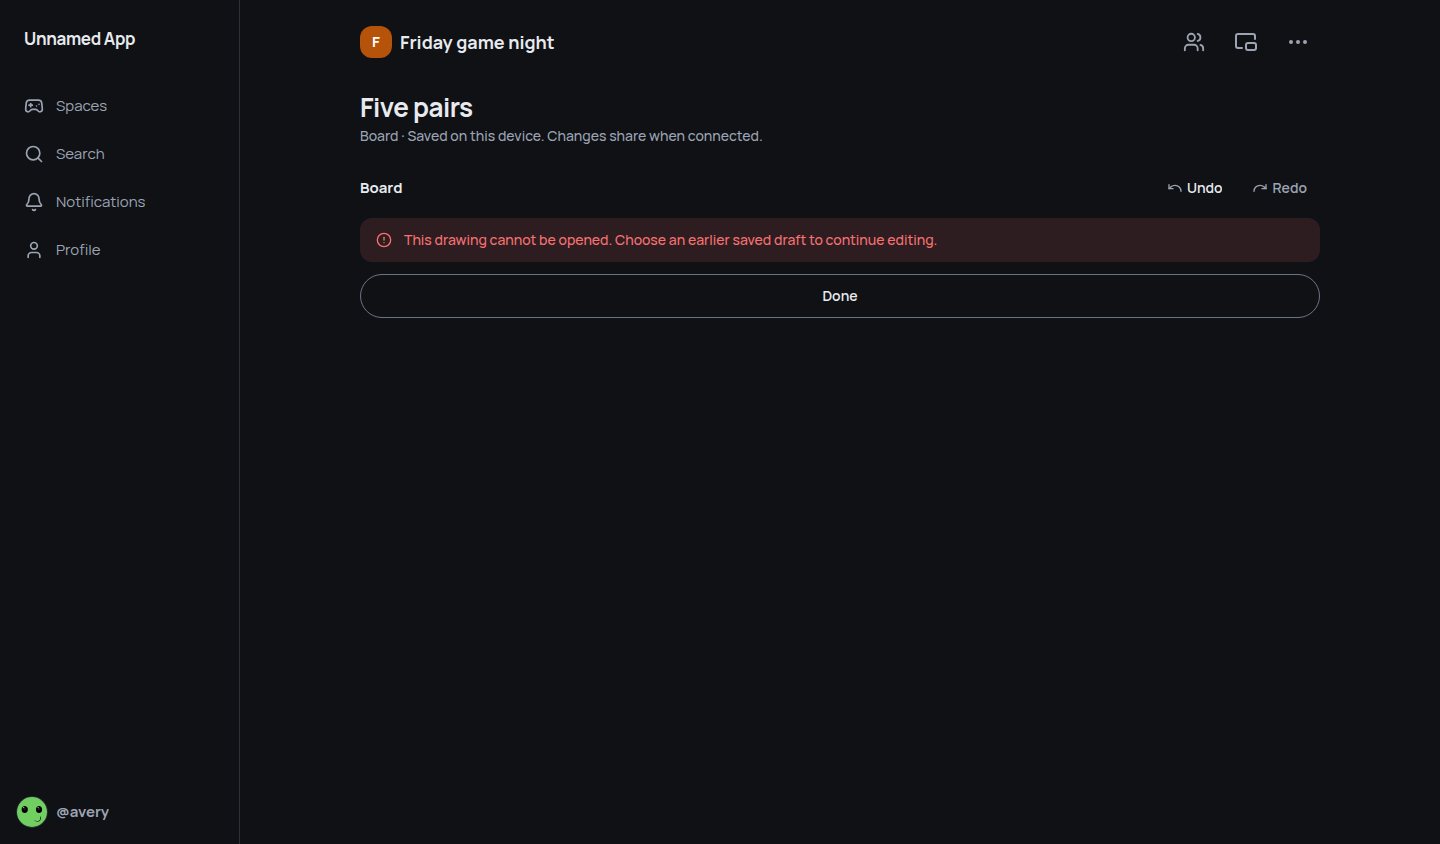 Unnamed App
Spaces
Search
Notifications
Profile
@avery
F Friday game night
Five pairs
Board · Saved on this device. Changes share when connected.
Board Undo Redo
This drawing cannot be opened. Choose an earlier saved draft to continue editing.
Done